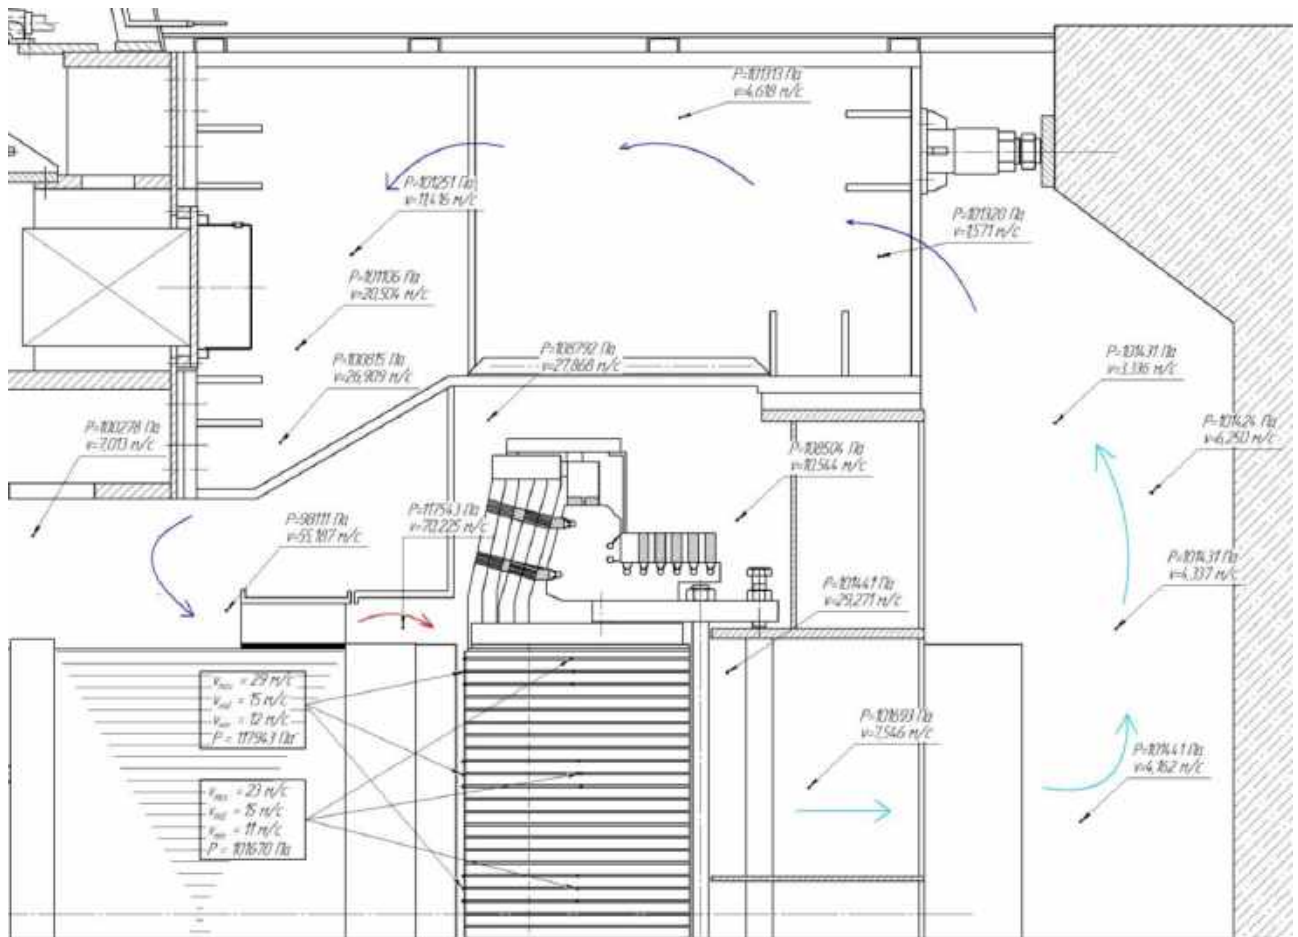 P=101313 Па
v=4,618 м/с
P=101251 Па
v=11,416 м/с
P=101320 Па
v=1,571 м/с
P=101106 Па
v=20,504 м/с
P=108792 Па
v=27,868 м/с
P=100815 Па
v=26,909 м/с
P=101431 Па
v=3,336 м/с
P=100278 Па
v=7,013 м/с
P=101424 Па
v=6,250 м/с
P=108504 Па
v=10,544 м/с
P=98111 Па
v=55,187 м/с
P=117543 Па
v=70,225 м/с
P=101437 Па
v=4,337 м/с
P=101441 Па
v=29,271 м/с
vmax = 29 м/с
vmid = 15 м/с
vmin = 12 м/с
P = 117943 Па
P=101693 Па
v=7,546 м/с
P=101441 Па
v=4,162 м/с
vmax = 23 м/с
vmid = 15 м/с
vmin = 11 м/с
P = 101670 Па